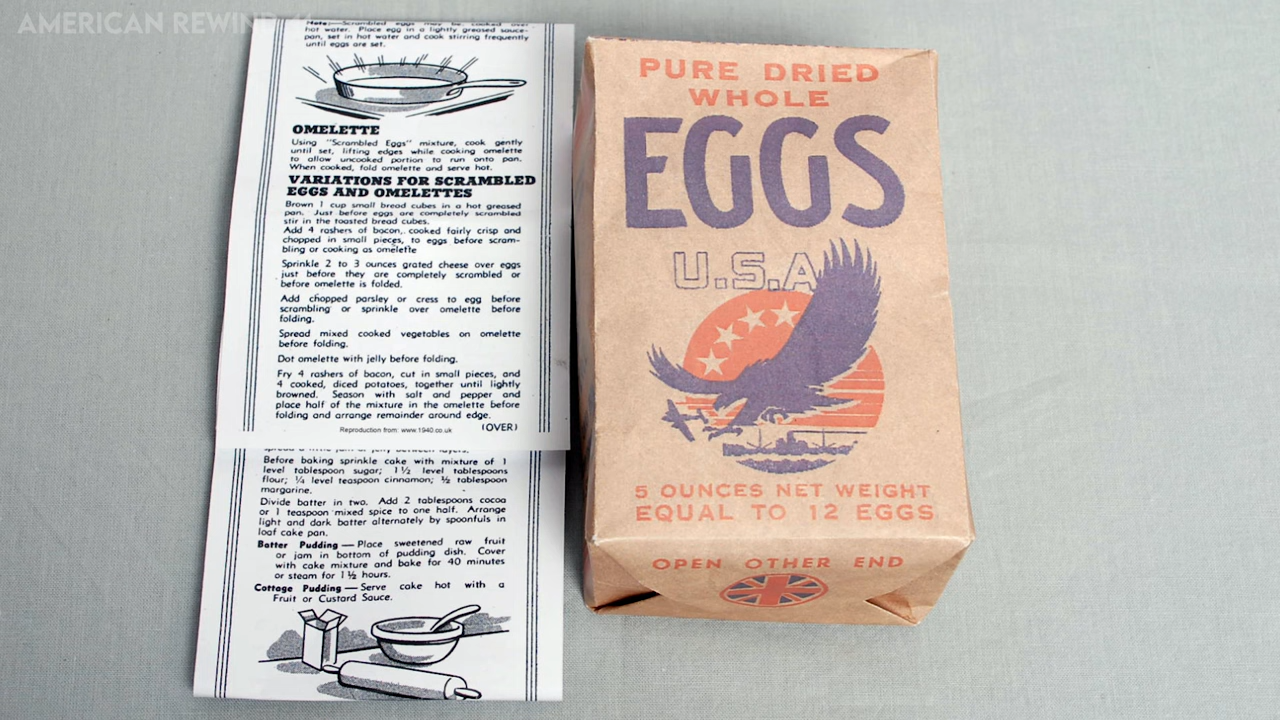 AMERICAN REWIND
Note:—Scrambled eggs may be cooked over
hot water. Place egg in a lightly greased sauce-
pan, set in hot water and cook stirring frequently
until eggs are set.
OMELETTE
Using "Scrambled Eggs" mixture, cook gently
until set, lifting edges while cooking omelette
to allow uncooked portion to run onto pan.
When cooked, fold omelette and serve hot.
VARIATIONS FOR SCRAMBLED
EGGS AND OMELETTES
Brown 1 cup small bread cubes in a hot greased
pan. Just before eggs are completely scrambled
stir in the toasted bread cubes.
Add 4 rashers of bacon, cooked fairly crisp and
chopped in small pieces, to eggs before scram-
bling or cooking as omelette
Sprinkle 2 to 3 ounces grated cheese over eggs
just before they are completely scrambled or
before omelette is folded.
Add chopped parsley or cress to egg before
scrambling or sprinkle over omelette before
folding.
Spread mixed cooked vegetables on omelette
before folding.
Dot omelette with jelly before folding.
Fry 4 rashers of bacon, cut in small pieces, and
4 cooked, diced potatoes, together until lightly
browned. Season with salt and pepper and
place half of the mixture in the omelette before
folding and arrange remainder around edge.
Reproduction from: www.1940.co.uk (OVER)
spread a little jam or jelly between layers.
Before baking sprinkle cake with mixture of 1
level tablespoon sugar; 1½ level tablespoons
flour; ¼ level teaspoon cinnamon; ½ tablespoon
margarine.
Divide batter in two. Add 2 tablespoons cocoa
or 1 teaspoon mixed spice to one half. Arrange
light and dark batter alternately by spoonfuls in
loaf cake pan.
Batter Pudding — Place sweetened raw fruit
or jam in bottom of pudding dish. Cover
with cake mixture and bake for 40 minutes
or steam for 1½ hours.
Cottage Pudding — Serve cake hot with a
Fruit or Custard Sauce.
PURE DRIED
WHOLE
EGGS
U.S.A
5 OUNCES NET WEIGHT
EQUAL TO 12 EGGS
OPEN OTHER END